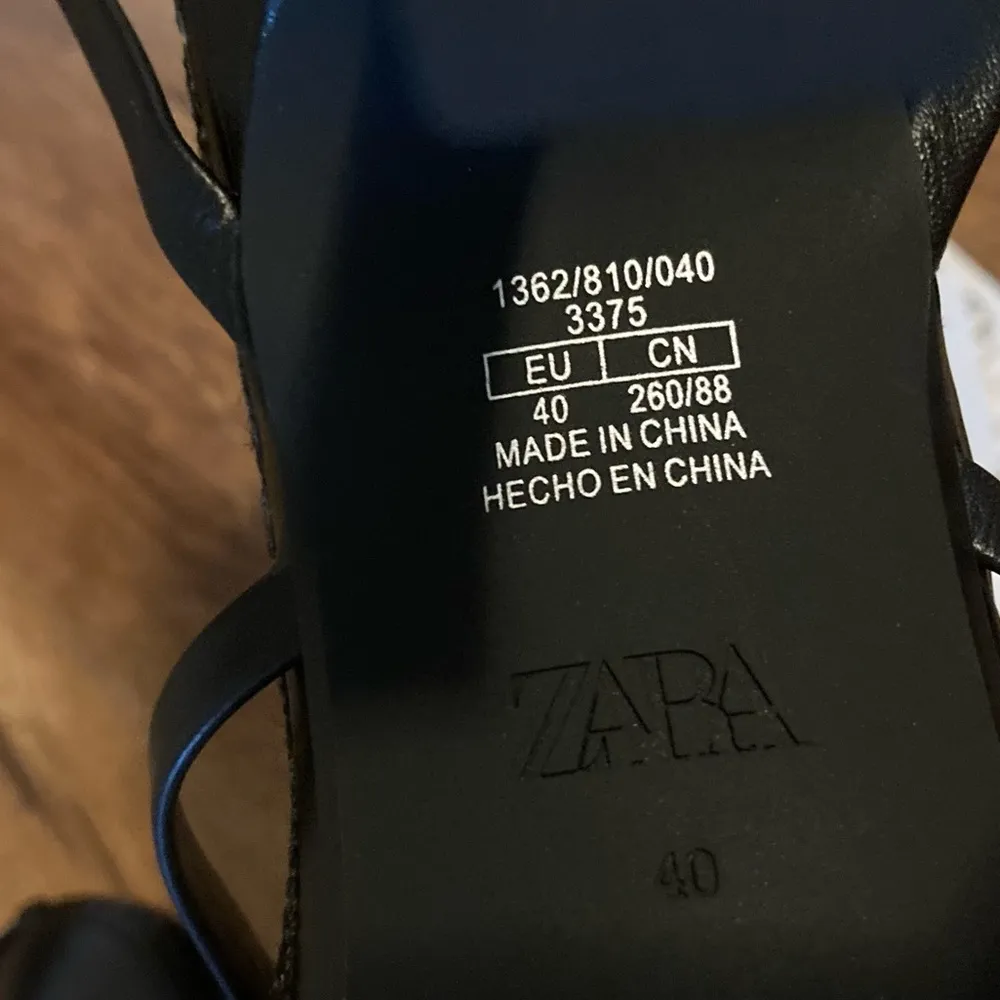 1362/810/040
3375
EU CN
40 260/88
MADE IN CHINA
HECHO EN CHINA
ZARA
40